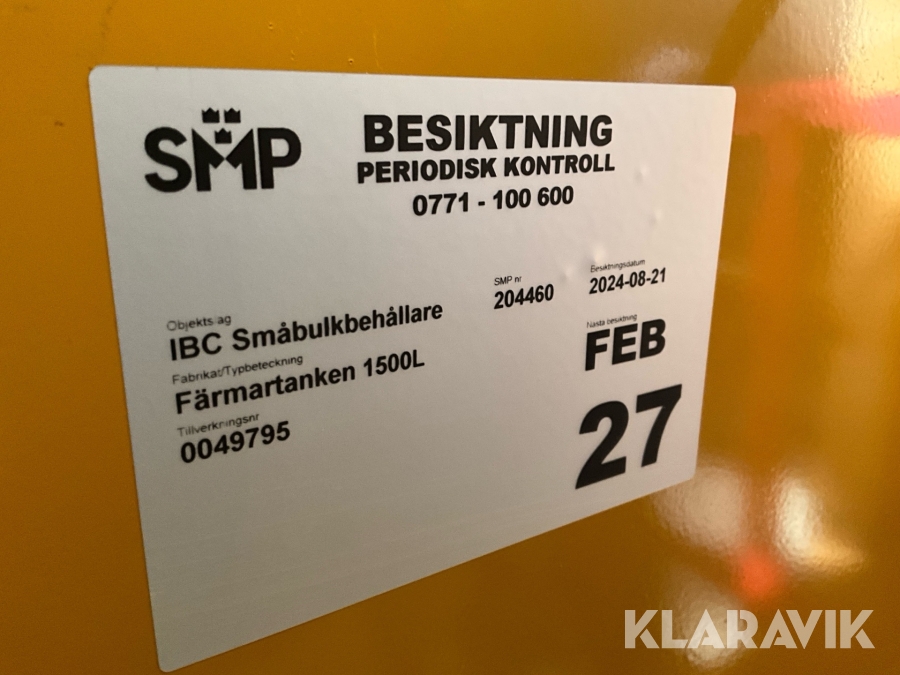 SMP
BESIKTNING
PERIODISK KONTROLL
0771 - 100 600
Objektslag
IBC Småbulkbehållare
Fabrikat/Typbeteckning
Färmartanken 1500L
Tillverkningsnr
0049795
SMP nr
204460
Besiktningsdatum
2024-08-21
Nästa besiktning
FEB
27
KLARAVIK